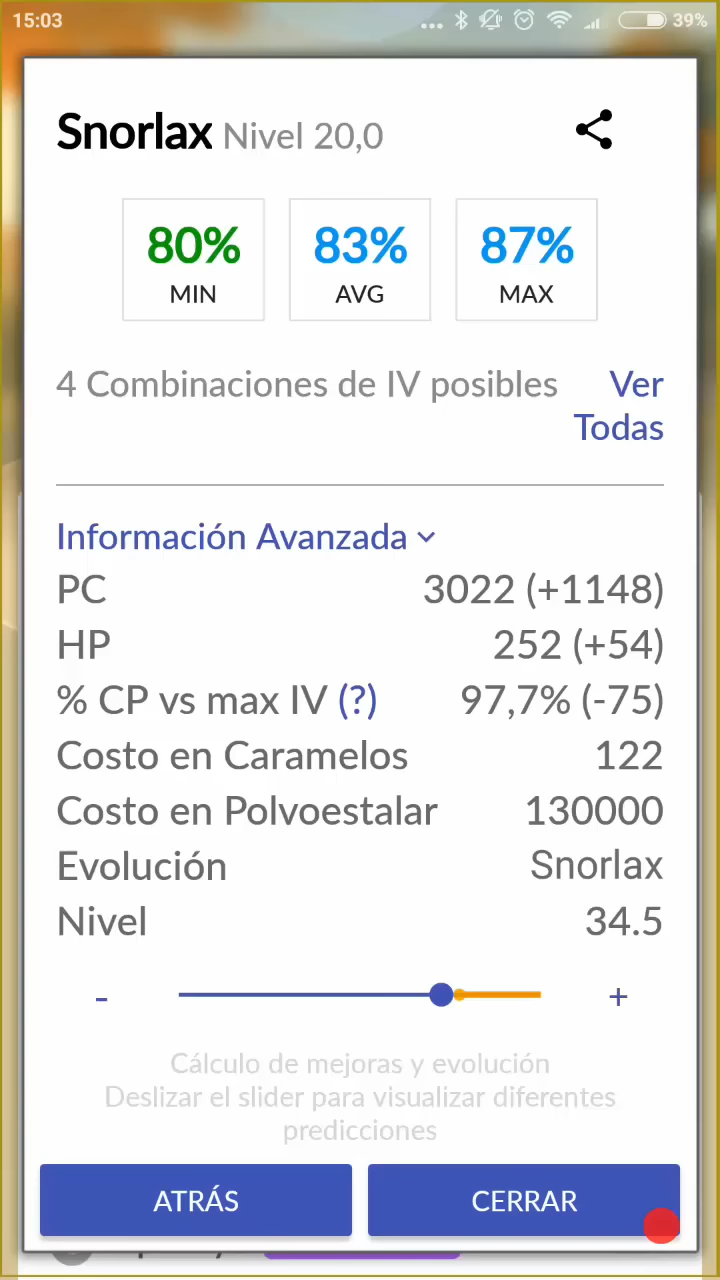 15:03
39%
Snorlax Nivel 20,0
80% 83% 87%
MIN AVG MAX
4 Combinaciones de IV posibles Ver
Todas
Información Avanzada
PC 3022 (+1148)
HP 252 (+54)
% CP vs max IV (?) 97,7% (-75)
Costo en Caramelos 122
Costo en Polvoestalar 130000
Evolución Snorlax
Nivel 34.5
- +
Cálculo de mejoras y evolución
Deslizar el slider para visualizar diferentes
predicciones
ATRÁS CERRAR